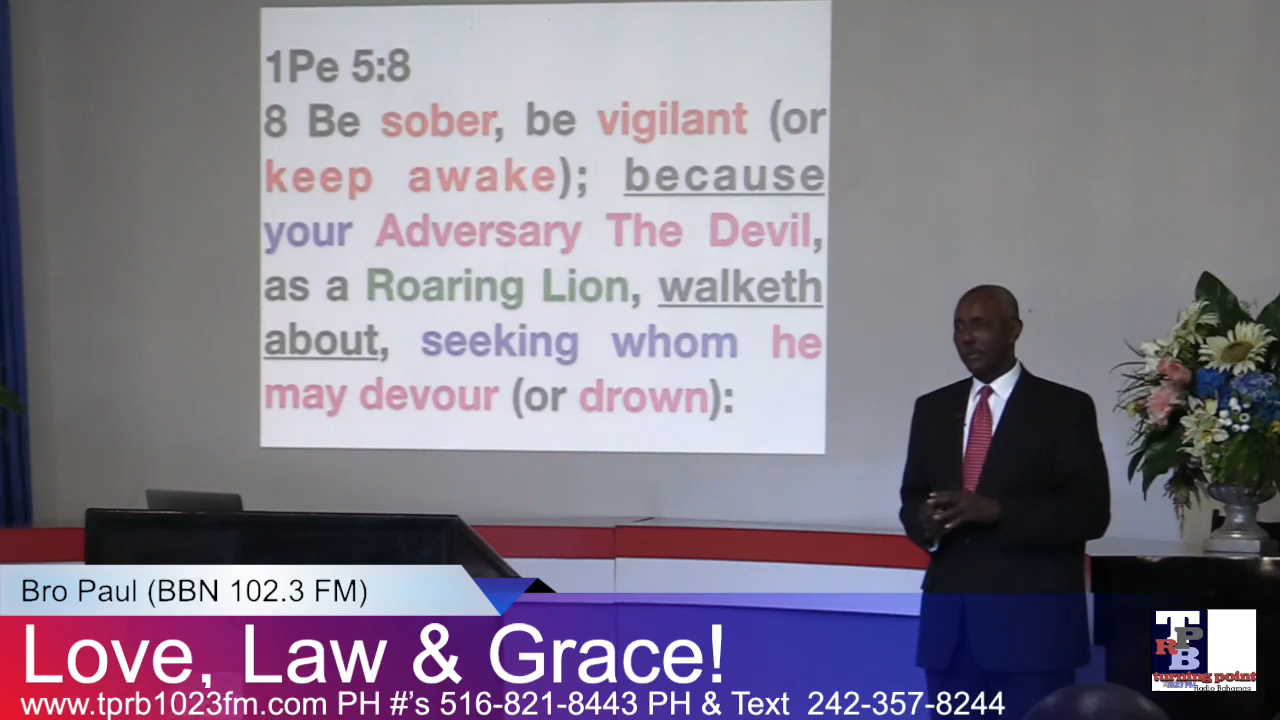 1Pe 5:8
8 Be sober, be vigilant (or
keep awake); because
your Adversary The Devil,
as a Roaring Lion, walketh
about, seeking whom he
may devour (or drown):
Bro Paul (BBN 102.3 FM)
Love, Law & Grace!
www.tprb1023fm.com PH #'s 516-821-8443 PH & Text 242-357-8244
TPRB
turning point
Radio Bahamas